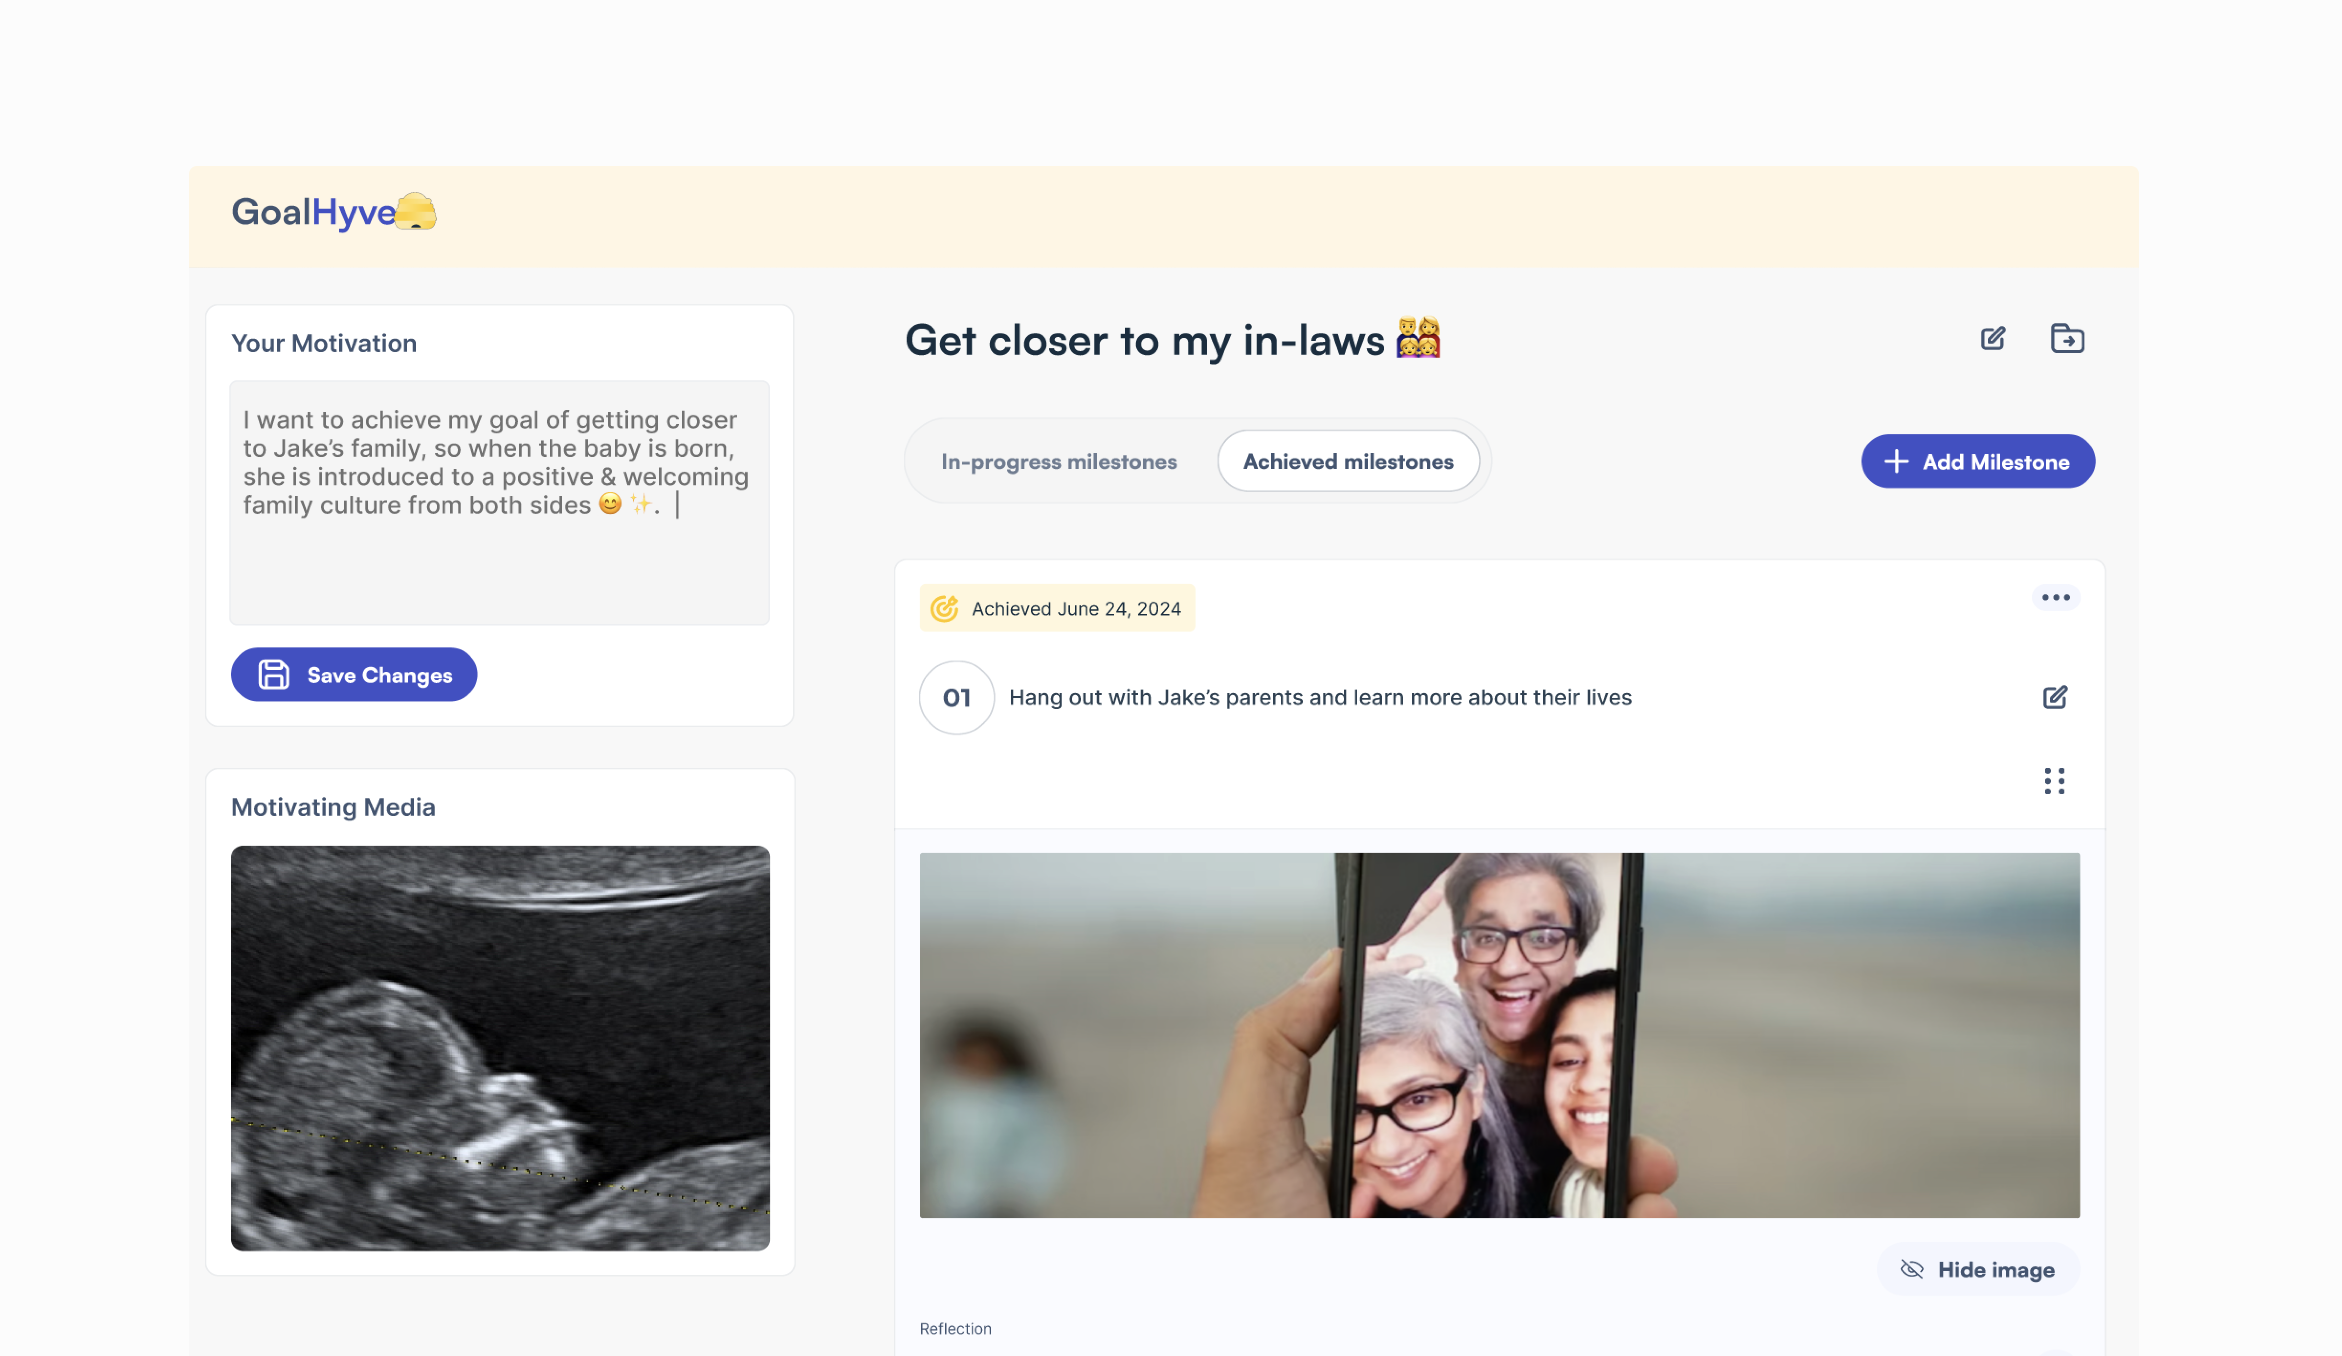 GoalHyve
Your Motivation
I want to achieve my goal of getting closer
to Jake’s family, so when the baby is born,
she is introduced to a positive & welcoming
family culture from both sides 😊 ✨.
Save Changes
Motivating Media
Get closer to my in-laws 👨‍👩‍👧‍👧
In-progress milestones
Achieved milestones
Add Milestone
Achieved June 24, 2024
01
Hang out with Jake’s parents and learn more about their lives
Hide image
Reflection